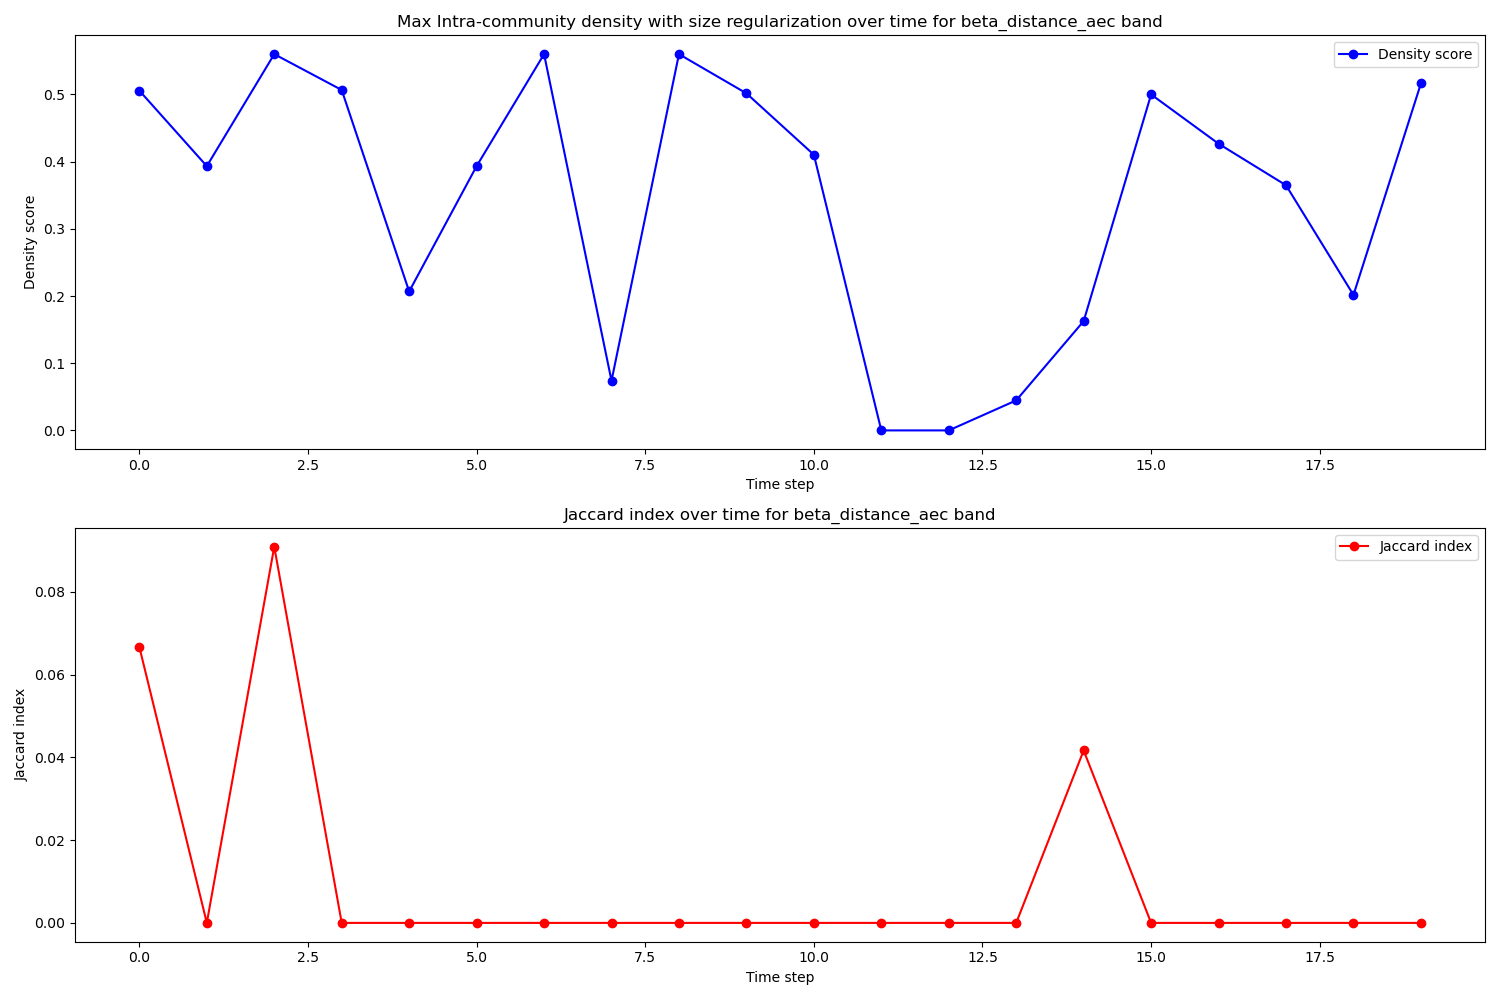 Max Intra-community density with size regularization over time for beta_distance_aec band
Density score
Density score
0.5
0.4
0.3
0.2
0.1
0.0
0.0 2.5 5.0 7.5 10.0 12.5 15.0 17.5
Time step
Jaccard index over time for beta_distance_aec band
Jaccard index
Jaccard index
0.08
0.06
0.04
0.02
0.00
0.0 2.5 5.0 7.5 10.0 12.5 15.0 17.5
Time step